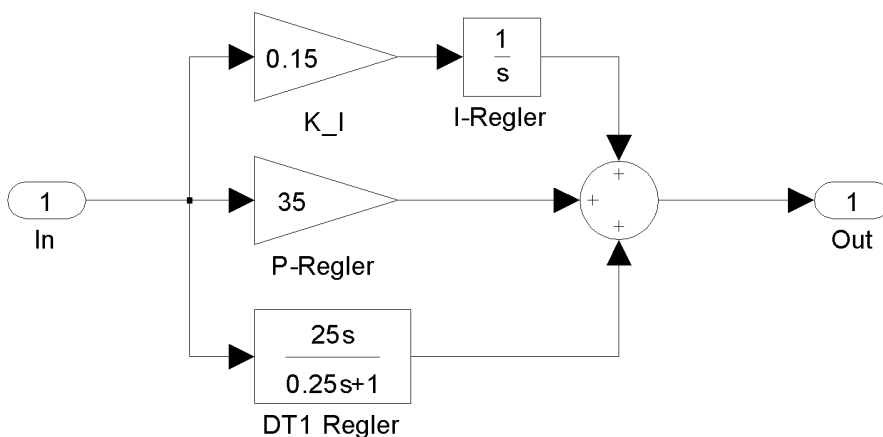 0.15
K_I
1
s
I-Regler
1
In
35
P-Regler
+
+
+
1
Out
25s
0.25s+1
DT1 Regler